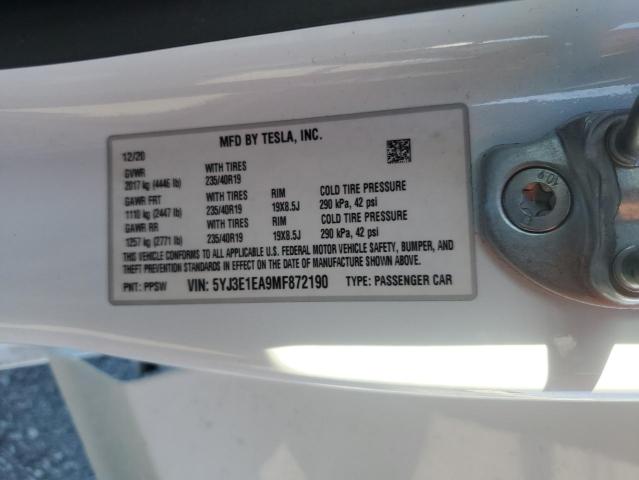 MFD BY TESLA, INC.
12/20
GVWR WITH TIRES
2017 kg (4446 lb) 235/40R19
GAWR FRT WITH TIRES RIM COLD TIRE PRESSURE
1110 kg (2447 lb) 235/40R19 19X8.5J 290 kPa, 42 psi
GAWR RR WITH TIRES RIM COLD TIRE PRESSURE
1257 kg (2771 lb) 235/40R19 19X8.5J 290 kPa, 42 psi
THIS VEHICLE CONFORMS TO ALL APPLICABLE U.S. FEDERAL MOTOR VEHICLE SAFETY, BUMPER, AND
THEFT PREVENTION STANDARDS IN EFFECT ON THE DATE OF MANUFACTURE SHOWN ABOVE.
PNT: PPSW VIN: 5YJ3E1EA9MF872190 TYPE: PASSENGER CAR
10.9